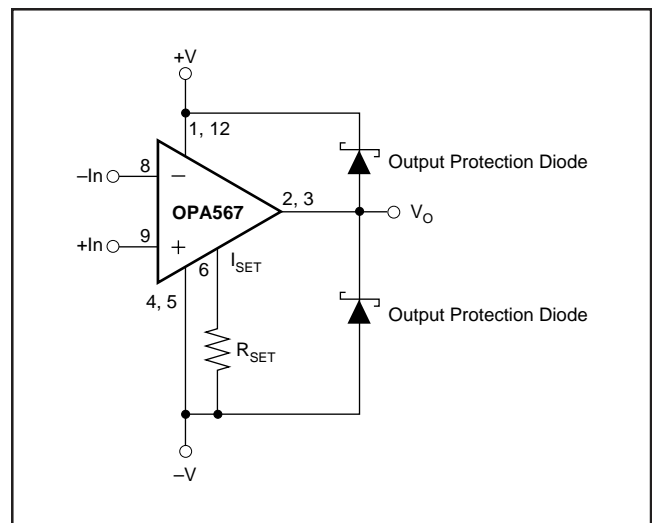 +V
1, 12
Output Protection Diode
–In
8
–
OPA567
2, 3
V_O
+In
9
+
6
I_SET
4, 5
Output Protection Diode
R_SET
–V